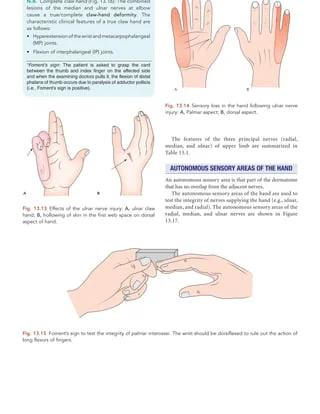 N.B. Complete claw hand (Fig. 13.16): The combined
lesions of the median and ulnar nerves at elbow
cause a true/complete claw-hand deformity. The
characteristic clinical features of a true claw hand are
as follows:
• Hyperextension of the wrist and metacarpophalangeal
(MP) joints.
• Flexion of interphalangeal (IP) joints.
*Foment's sign: The patient is asked to grasp the card
between the thumb and index finger on the affected side
and when the examining doctors pulls it, the flexion of distal
phalanx of thumb occurs due to paralysis of adductor pollicis
(i.e., Foment's sign is positive).
A
B
Fig. 13.13 Effects of the ulnar nerve injury: A, ulnar claw
hand; B, hollowing of skin in the first web space on dorsal
aspect of hand.
A
B
Fig. 13.14 Sensory loss in the hand following ulnar nerve
injury: A, Palmar aspect; B, dorsal aspect.
The features of the three principal nerves (radial,
median, and ulnar) of upper limb are summarized in
Table 13.1.
AUTONOMOUS SENSORY AREAS OF THE HAND
An autonomous sensory area is that part of the dermatome
that has no overlap from the adjacent nerves.
The autonomous sensory areas of the hand are used to
test the integrity of nerves supplying the hand (e.g., ulnar,
median, and radial). The autonomous sensory areas of the
radial, median, and ulnar nerves are shown in Figure
13.17.
Fig. 13.15 Foment's sign to test the integrity of palmar interossei. The wrist should be dorsiflexed to rule out the action of
long flexors of fingers.